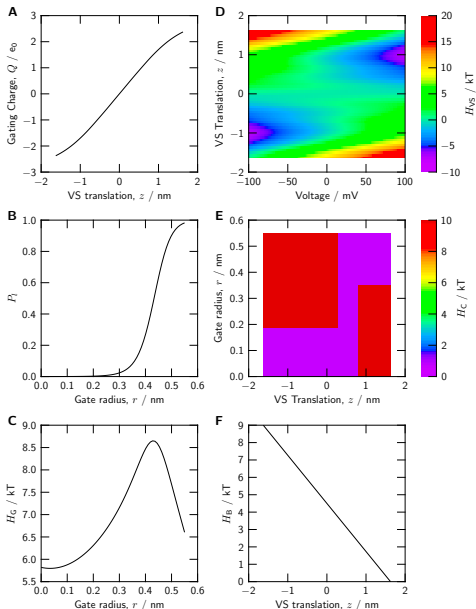 A
Gating Charge, Q / e0
3
2
1
0
−1
−2
−3
−2 −1 0 1 2
VS translation, z / nm
D
VS Translation, z / nm
2
1
0
−1
−2
−100 −50 0 50 100
Voltage / mV
20
15
10
5
0
−5
−10
HVS / kT
B
PI
1.0
0.8
0.6
0.4
0.2
0.0
0.0 0.1 0.2 0.3 0.4 0.5 0.6
Gate radius, r / nm
E
Gate radius, r / nm
0.6
0.5
0.4
0.3
0.2
0.1
0.0
−2 −1 0 1 2
VS Translation, z / nm
10
8
6
4
2
0
HC / kT
C
HG / kT
9.0
8.5
8.0
7.5
7.0
6.5
6.0
5.5
0.0 0.1 0.2 0.3 0.4 0.5 0.6
Gate radius, r / nm
F
HB / kT
9
8
7
6
5
4
3
2
1
0
−2 −1 0 1 2
VS translation, z / nm